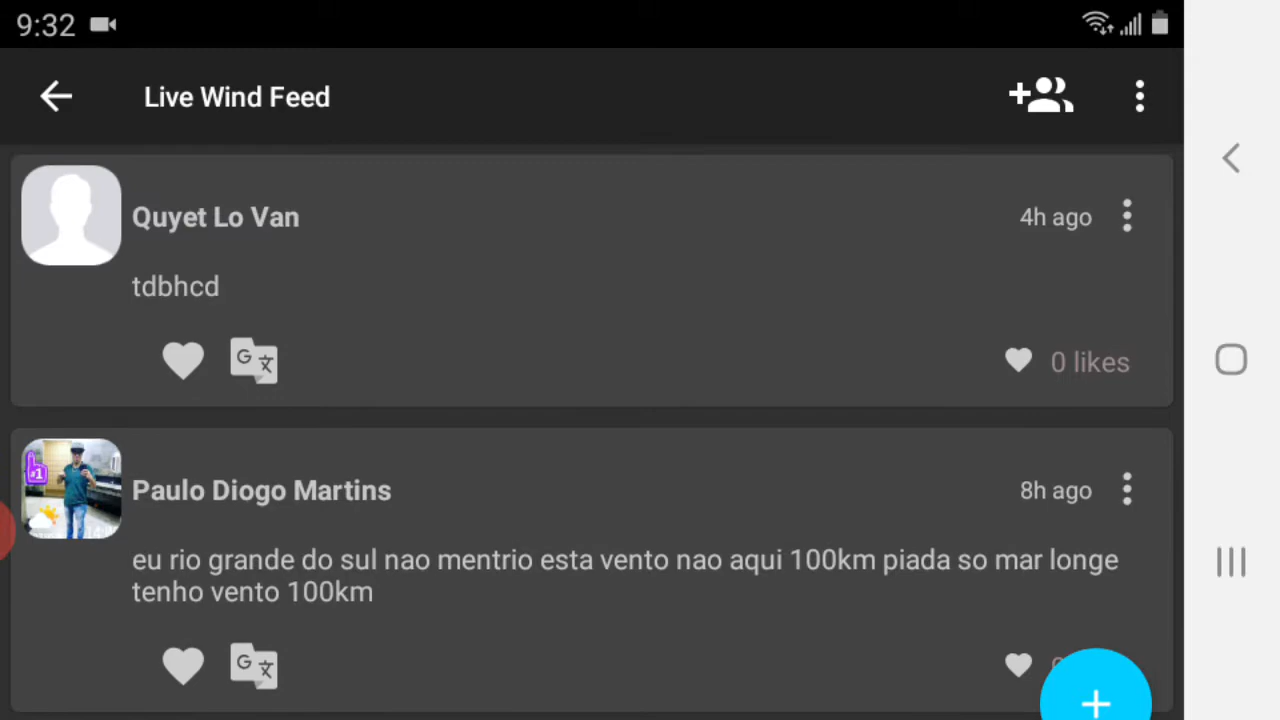 9:32
Live Wind Feed
Quyet Lo Van
4h ago
tdbhcd
0 likes
#1
Paulo Diogo Martins
8h ago
eu rio grande do sul nao mentrio esta vento nao aqui 100km piada so mar longe
tenho vento 100km